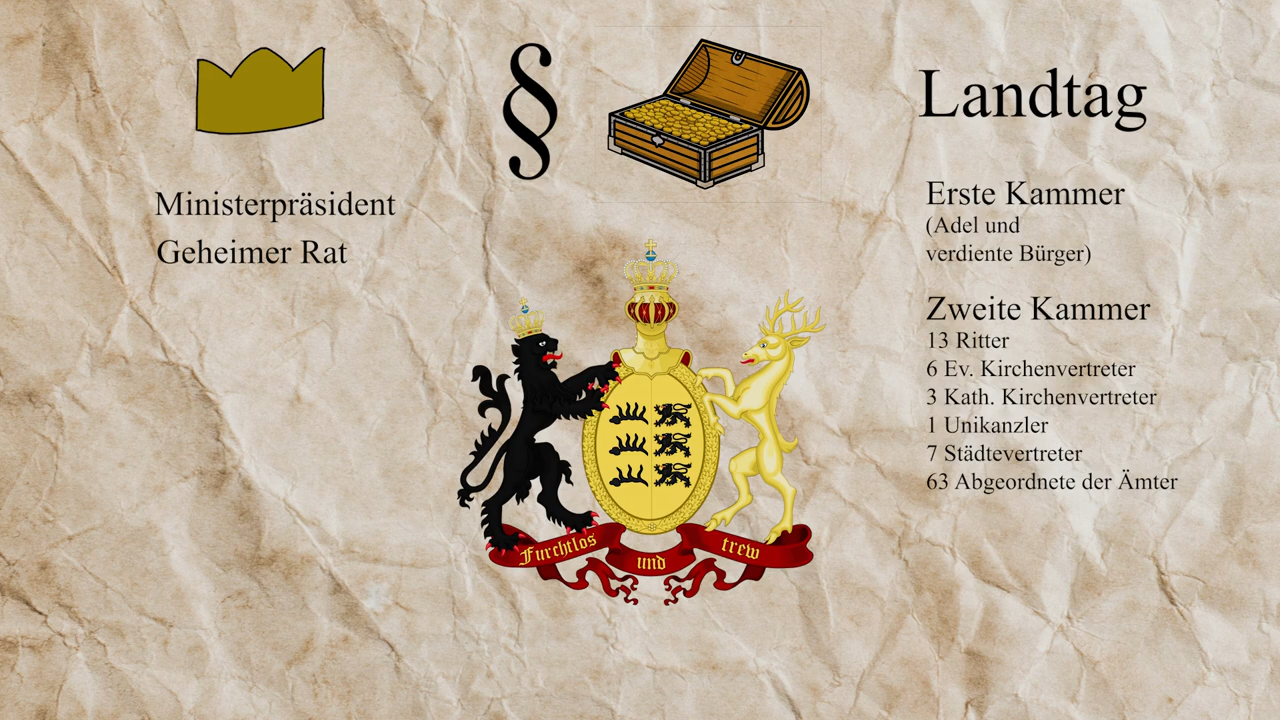 Ministerpräsident
Geheimer Rat
§
Landtag
Erste Kammer
(Adel und
verdiente Bürger)
Zweite Kammer
13 Ritter
6 Ev. Kirchenvertreter
3 Kath. Kirchenvertreter
1 Unikanzler
7 Städtevertreter
63 Abgeordnete der Ämter
Furchtlos und trew